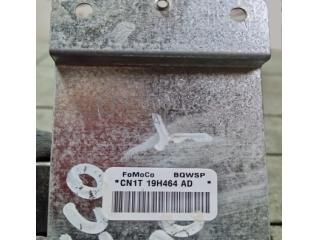 FoMoCo BQWSP
*CN1T 19H464 AD *